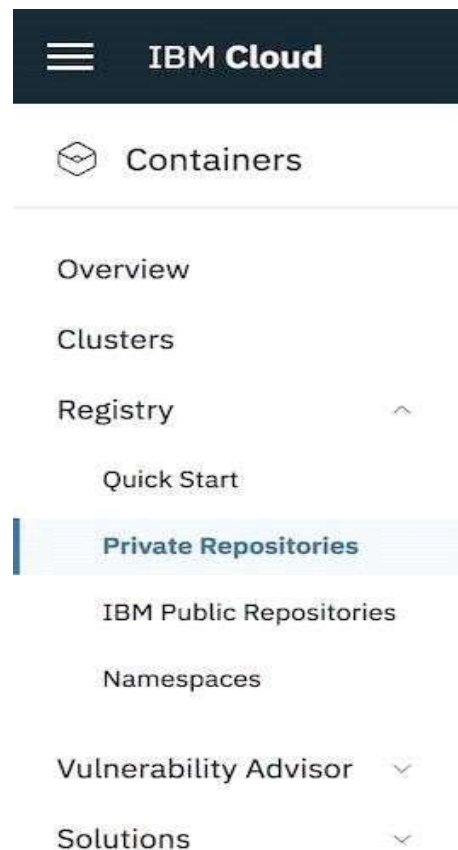 IBM Cloud
Containers
Overview
Clusters
Registry
Quick Start
Private Repositories
IBM Public Repositories
Namespaces
Vulnerability Advisor
Solutions